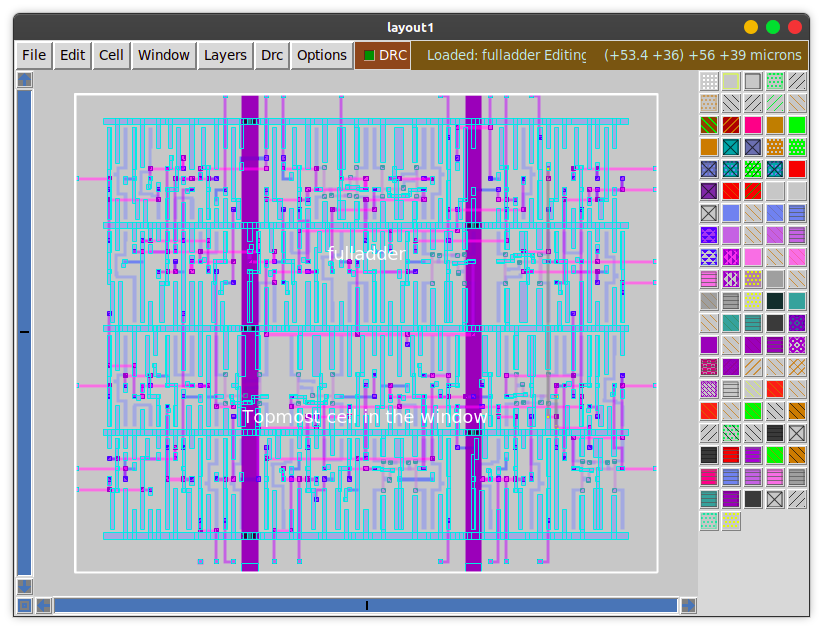 layout1
File Edit Cell Window Layers Drc Options DRC Loaded: fulladder Editing (+53.4 +36) +56 +39 microns
fulladder
Topmost cell in the window